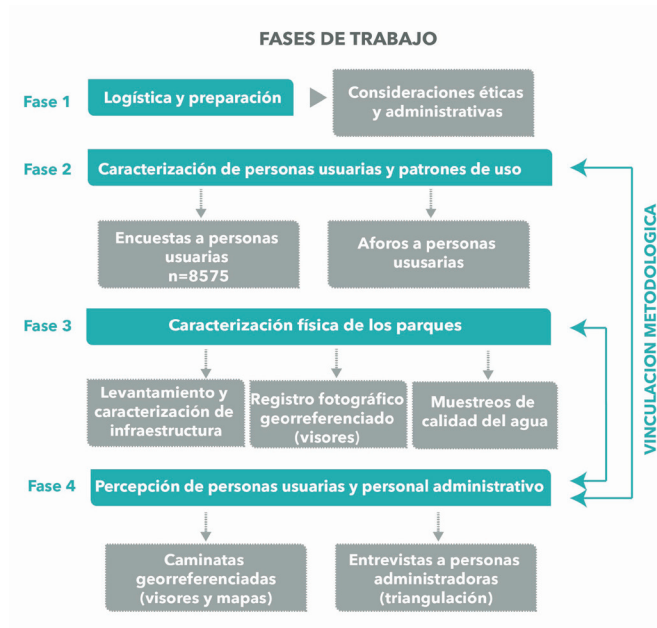 FASES DE TRABAJO
Fase 1
Logística y preparación
Consideraciones éticas
y administrativas
Fase 2
Caracterización de personas usuarias y patrones de uso
Encuestas a personas
usuarias
n=8575
Aforos a personas
ususarias
Fase 3
Caracterización física de los parques
Levantamiento y
caracterización de
infraestructura
Registro fotográfico
georreferenciado
(visores)
Muestreos de
calidad del agua
Fase 4
Percepción de personas usuarias y personal administrativo
Caminatas
georreferenciadas
(visores y mapas)
Entrevistas a personas
administradoras
(triangulación)
VINCULACION METODOLOGICA